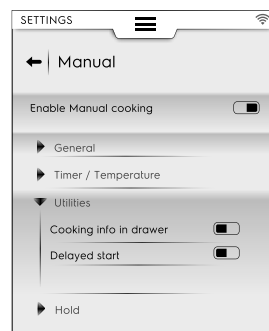 SETTINGS
Manual
Enable Manual cooking
General
Timer / Temperature
Utilities
Cooking info in drawer
Delayed start
Hold